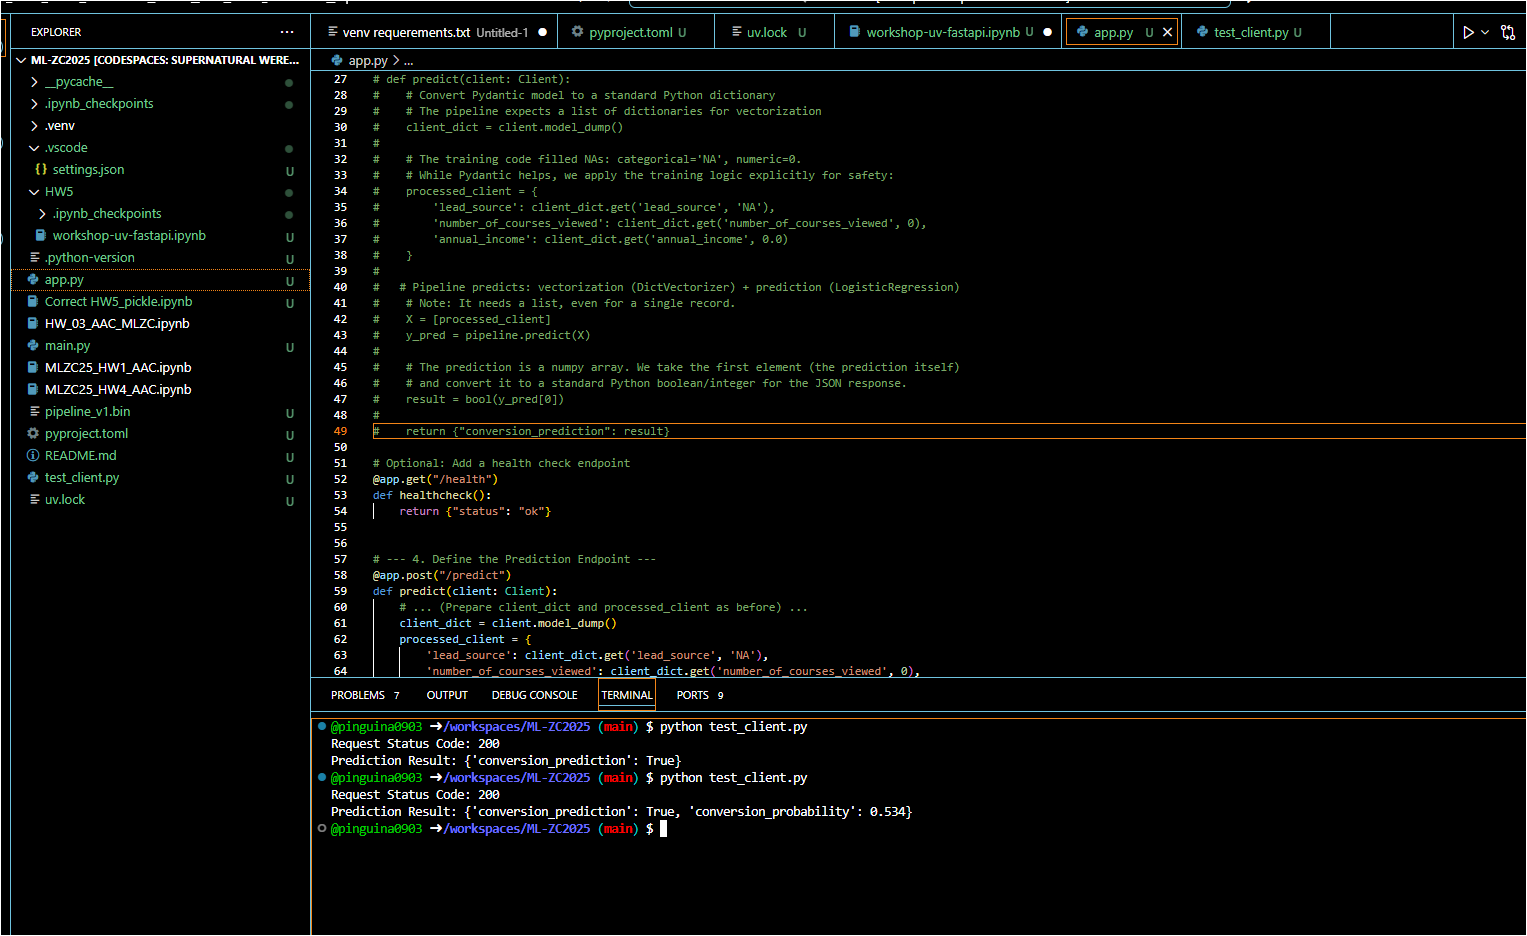 EXPLORER
ML-ZC2025 [CODESPACES: SUPERNATURAL WERE...
__pycache__
.ipynb_checkpoints
.venv
.vscode
{} settings.json U
HW5
.ipynb_checkpoints
workshop-uv-fastapi.ipynb U
.python-version U
app.py U
Correct HW5_pickle.ipynb U
HW_03_AAC_MLZC.ipynb
main.py U
MLZC25_HW1_AAC.ipynb
MLZC25_HW4_AAC.ipynb
pipeline_v1.bin U
pyproject.toml U
README.md U
test_client.py U
uv.lock U
venv requerements.txt Untitled-1 pyproject.toml U uv.lock U workshop-uv-fastapi.ipynb U app.py U test_client.py U
app.py > ...
27 # def predict(client: Client):
28 #    # Convert Pydantic model to a standard Python dictionary
29 #    # The pipeline expects a list of dictionaries for vectorization
30 #    client_dict = client.model_dump()
31 #
32 #    # The training code filled NAs: categorical='NA', numeric=0.
33 #    # While Pydantic helps, we apply the training logic explicitly for safety:
34 #    processed_client = {
35 #        'lead_source': client_dict.get('lead_source', 'NA'),
36 #        'number_of_courses_viewed': client_dict.get('number_of_courses_viewed', 0),
37 #        'annual_income': client_dict.get('annual_income', 0.0)
38 #    }
39 #
40 #   # Pipeline predicts: vectorization (DictVectorizer) + prediction (LogisticRegression)
41 #    # Note: It needs a list, even for a single record.
42 #    X = [processed_client]
43 #    y_pred = pipeline.predict(X)
44 #
45 #    # The prediction is a numpy array. We take the first element (the prediction itself)
46 #    # and convert it to a standard Python boolean/integer for the JSON response.
47 #    result = bool(y_pred[0])
48 #
49 #    return {"conversion_prediction": result}
50
51 # Optional: Add a health check endpoint
52 @app.get("/health")
53 def healthcheck():
54     return {"status": "ok"}
55
56
57 # --- 4. Define the Prediction Endpoint ---
58 @app.post("/predict")
59 def predict(client: Client):
60     # ... (Prepare client_dict and processed_client as before) ...
61     client_dict = client.model_dump()
62     processed_client = {
63         'lead_source': client_dict.get('lead_source', 'NA'),
64         'number_of_courses_viewed': client_dict.get('number_of_courses_viewed', 0),
PROBLEMS 7 OUTPUT DEBUG CONSOLE TERMINAL PORTS 9
@pinguina0903 ➜/workspaces/ML-ZC2025 (main) $ python test_client.py
Request Status Code: 200
Prediction Result: {'conversion_prediction': True}
@pinguina0903 ➜/workspaces/ML-ZC2025 (main) $ python test_client.py
Request Status Code: 200
Prediction Result: {'conversion_prediction': True, 'conversion_probability': 0.534}
@pinguina0903 ➜/workspaces/ML-ZC2025 (main) $